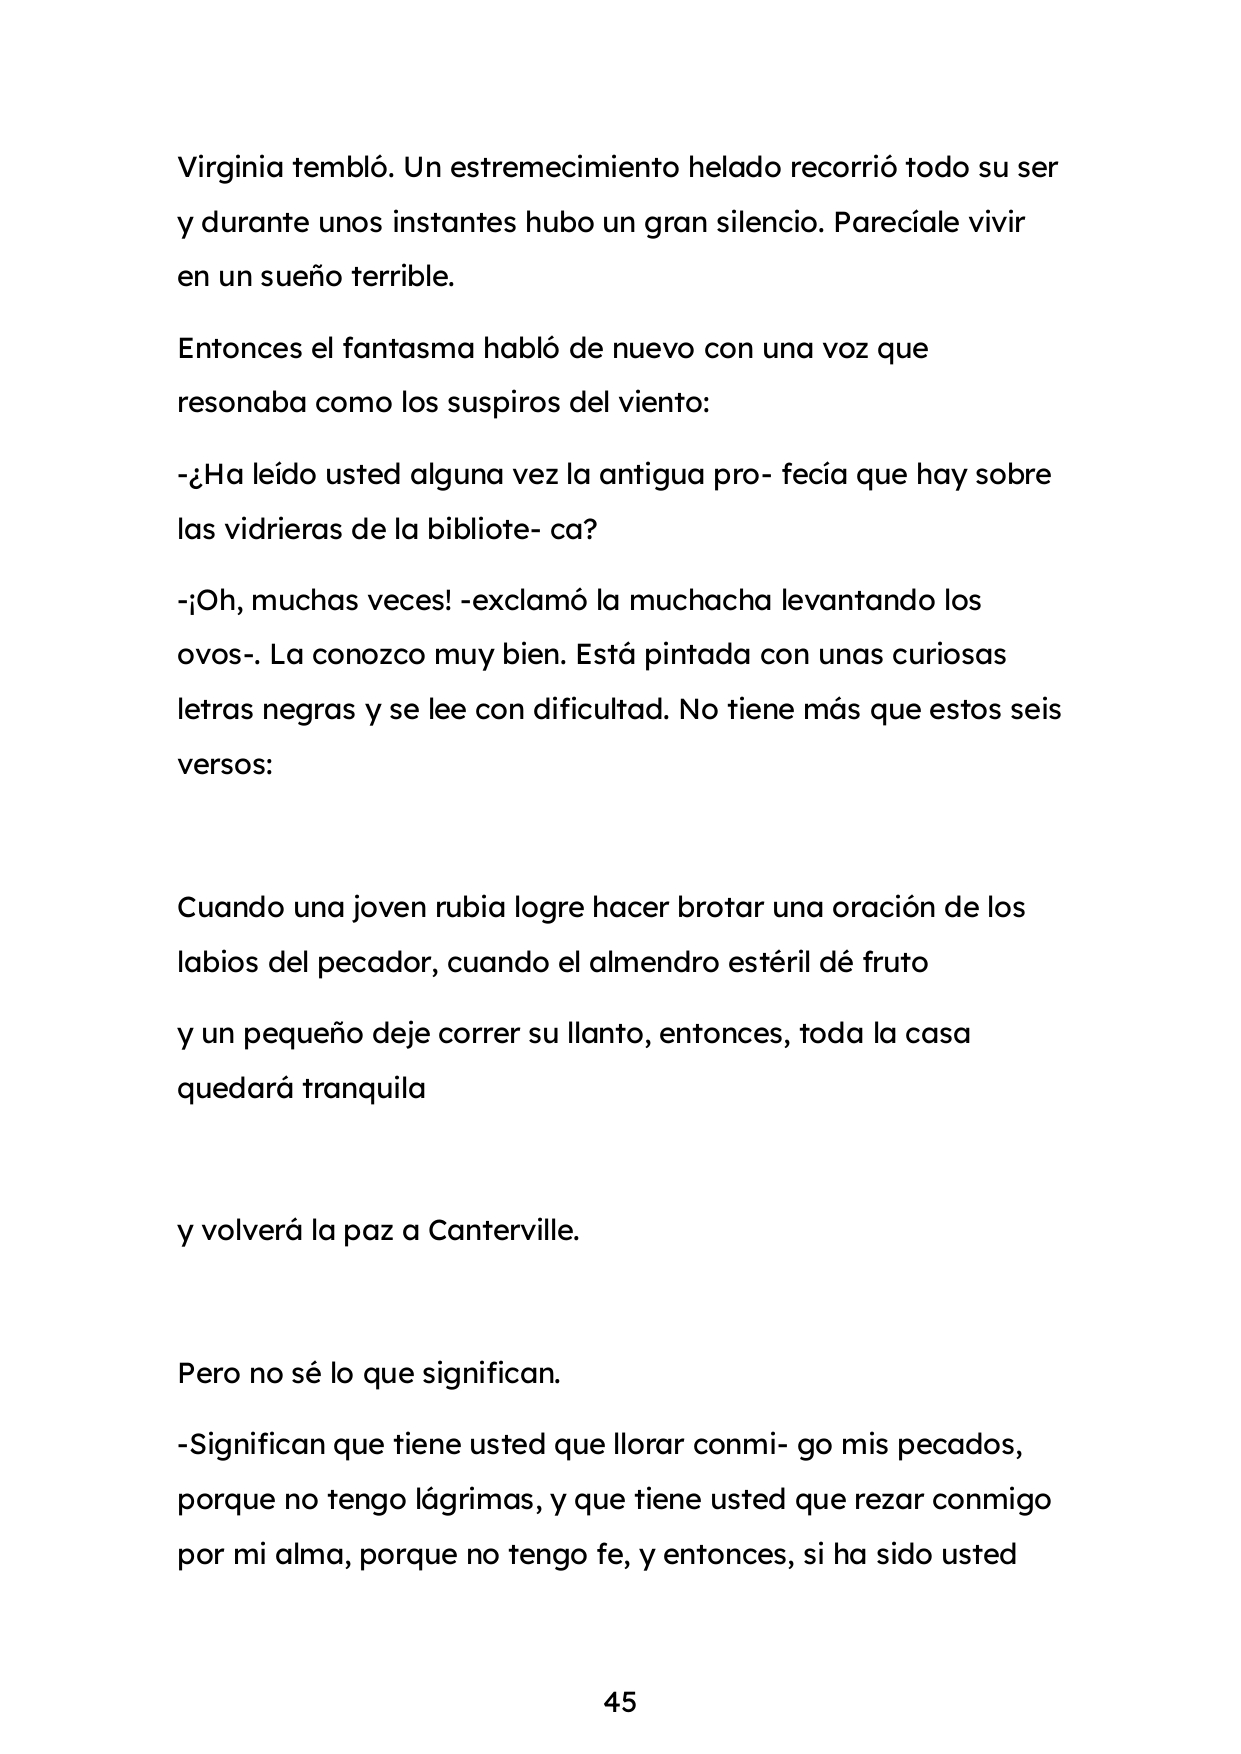 Virginia tembló. Un estremecimiento helado recorrió todo su ser
y durante unos instantes hubo un gran silencio. Parecíale vivir
en un sueño terrible.
Entonces el fantasma habló de nuevo con una voz que
resonaba como los suspiros del viento:
-¿Ha leído usted alguna vez la antigua pro- fecía que hay sobre
las vidrieras de la bibliote- ca?
-¡Oh, muchas veces! -exclamó la muchacha levantando los
ovos-. La conozco muy bien. Está pintada con unas curiosas
letras negras y se lee con dificultad. No tiene más que estos seis
versos:
Cuando una joven rubia logre hacer brotar una oración de los
labios del pecador, cuando el almendro estéril dé fruto
y un pequeño deje correr su llanto, entonces, toda la casa
quedará tranquila
y volverá la paz a Canterville.
Pero no sé lo que significan.
-Significan que tiene usted que llorar conmi- go mis pecados,
porque no tengo lágrimas, y que tiene usted que rezar conmigo
por mi alma, porque no tengo fe, y entonces, si ha sido usted
45